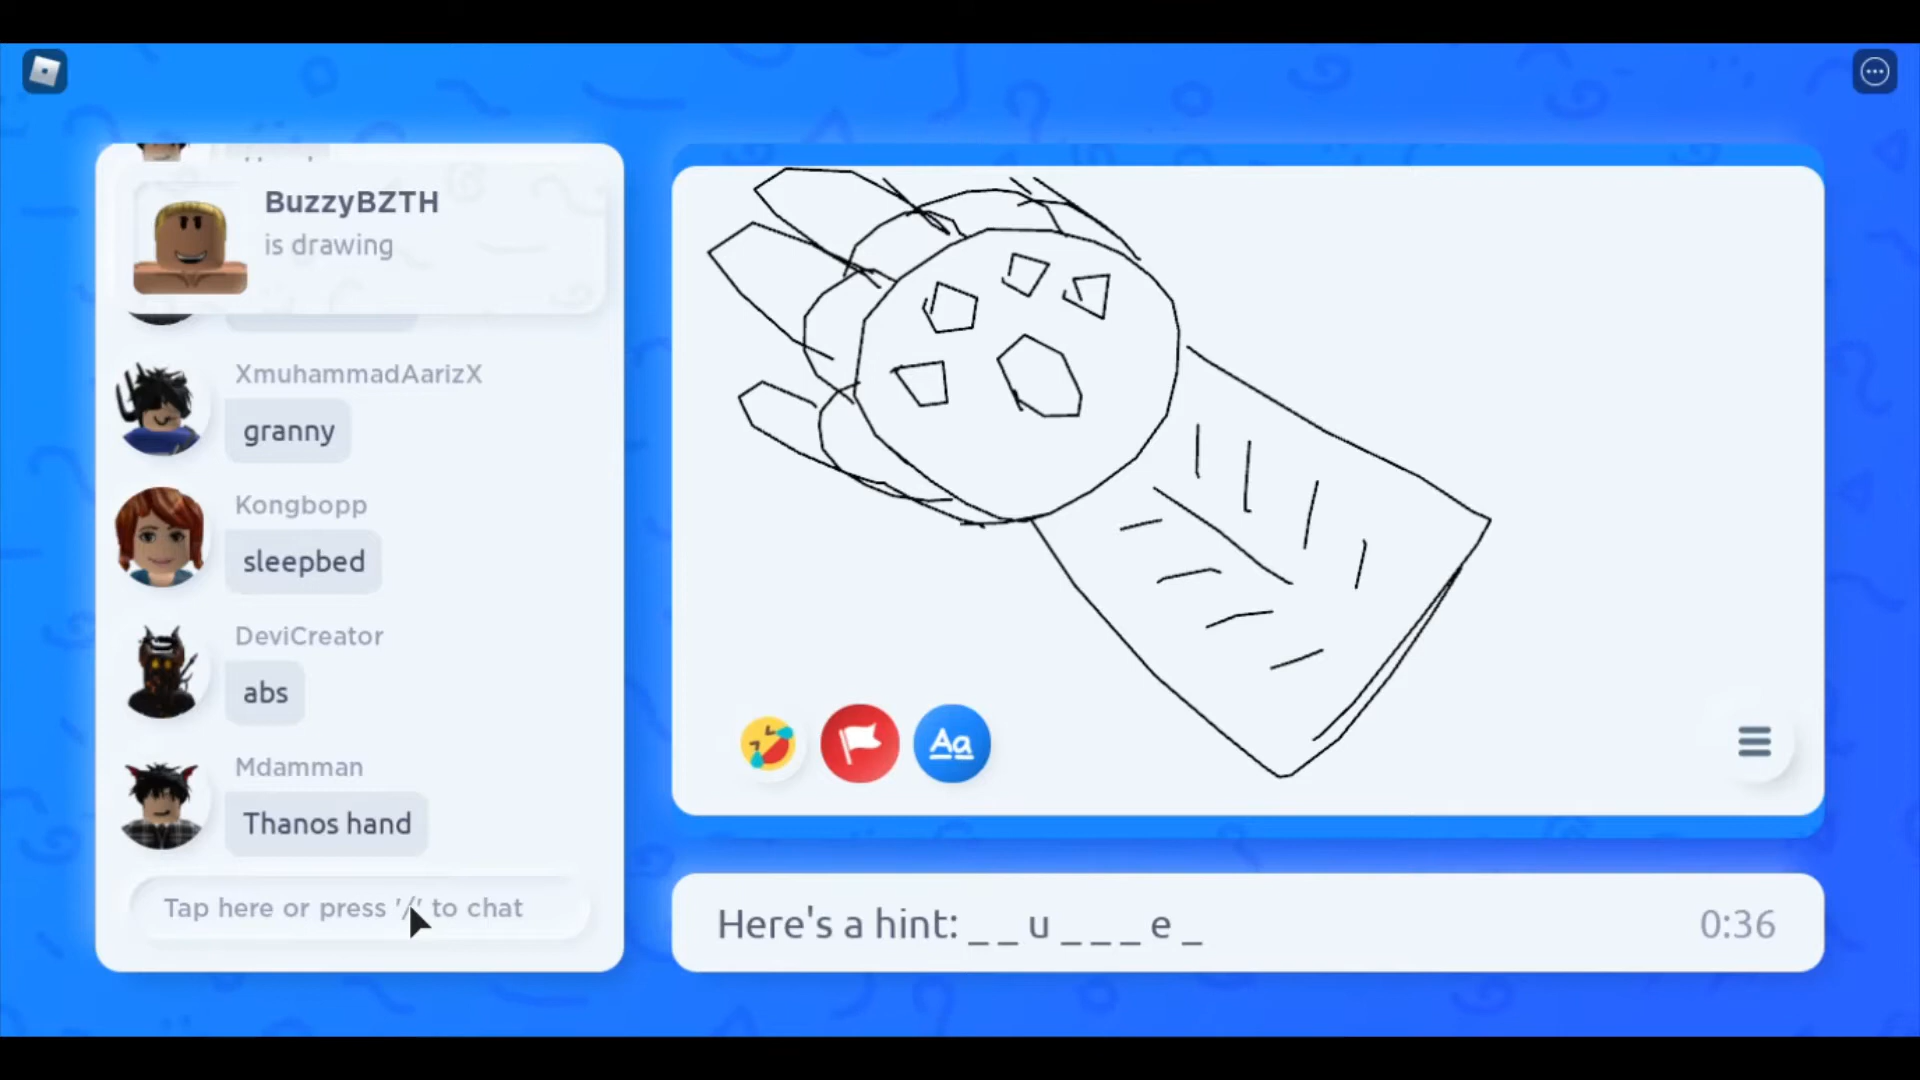 BuzzyBZTH
is drawing
XmuhammadAarizX
granny
Kongbopp
sleepbed
DeviCreator
abs
Mdamman
Thanos hand
Tap here or press '/' to chat
Aa
Here's a hint: _ _ u _ _ _ e _
0:36